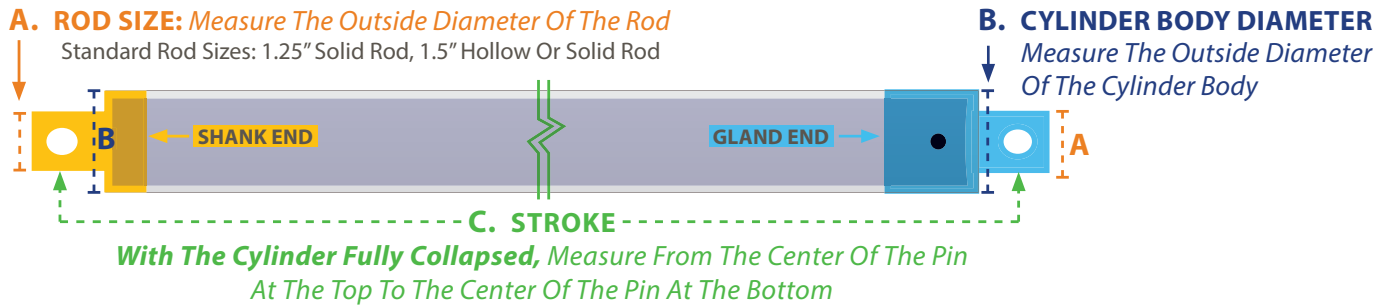 A. ROD SIZE: Measure The Outside Diameter Of The Rod
Standard Rod Sizes: 1.25” Solid Rod, 1.5” Hollow Or Solid Rod
B. CYLINDER BODY DIAMETER
Measure The Outside Diameter
Of The Cylinder Body
B
SHANK END
GLAND END
A
C. STROKE
With The Cylinder Fully Collapsed, Measure From The Center Of The Pin
At The Top To The Center Of The Pin At The Bottom